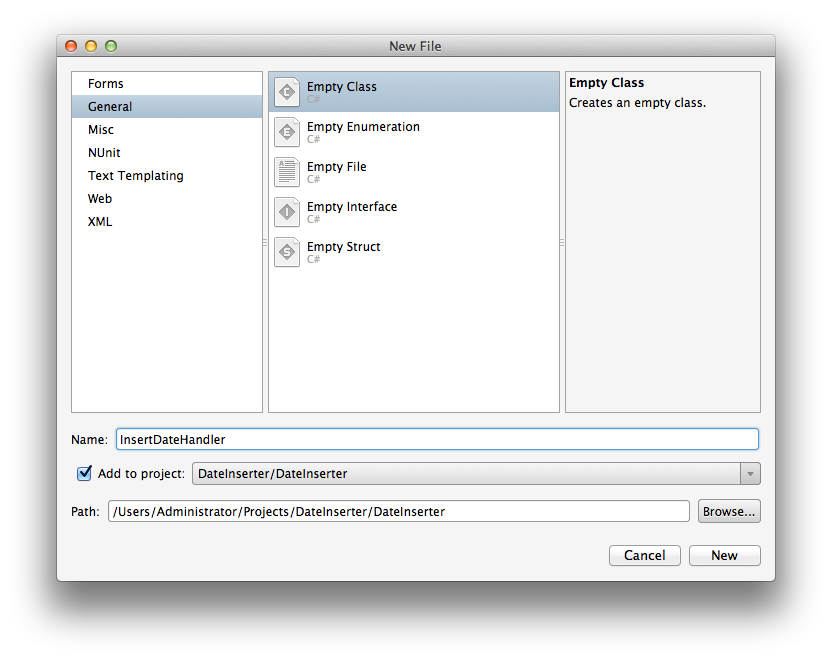 New File
Forms
General
Misc
NUnit
Text Templating
Web
XML
Empty Class
C#
Empty Enumeration
C#
Empty File
C#
Empty Interface
C#
Empty Struct
C#
Empty Class
Creates an empty class.
Name: InsertDateHandler
Add to project: DateInserter/DateInserter
Path: /Users/Administrator/Projects/DateInserter/DateInserter Browse...
Cancel New